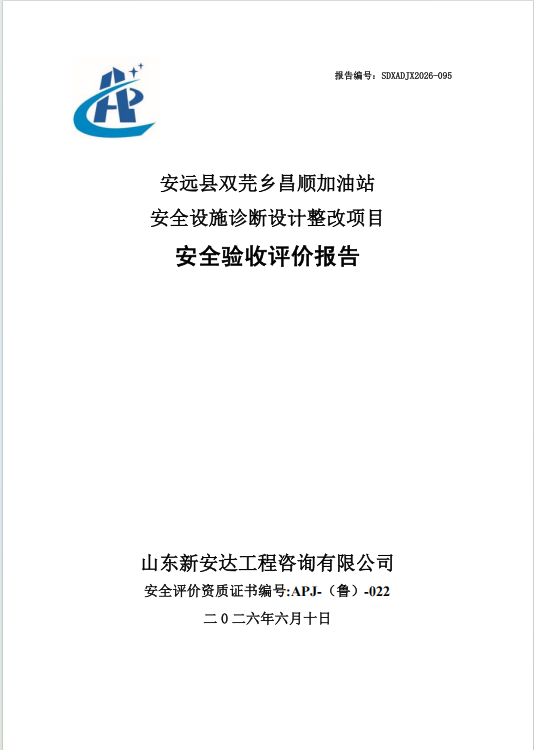 报告编号：SDXADJX2026-095
安远县双芫乡昌顺加油站
安全设施诊断设计整改项目
安全验收评价报告
山东新安达工程咨询有限公司
安全评价资质证书编号:APJ-（鲁）-022
二０二六年六月十日